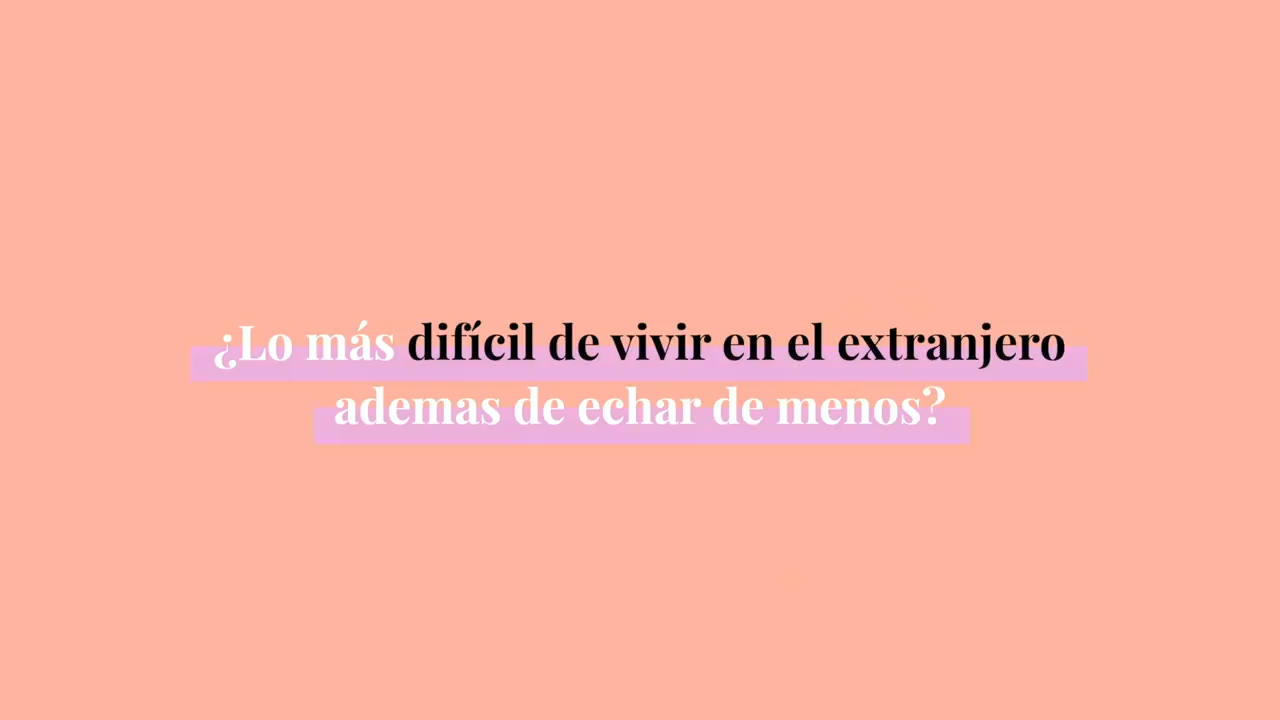 ¿Lo más difícil de vivir en el extranjero
ademas de echar de menos?